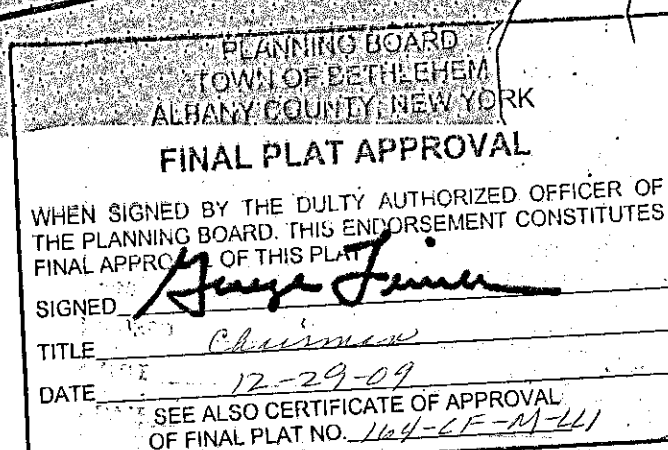 PLANNING BOARD
TOWN OF BETHLEHEM
ALBANY COUNTY, NEW YORK
FINAL PLAT APPROVAL
WHEN SIGNED BY THE DULTY AUTHORIZED OFFICER OF
THE PLANNING BOARD. THIS ENDORSEMENT CONSTITUTES
FINAL APPROVAL OF THIS PLAT
SIGNED George
TITLE Chairman
DATE 12-29-09
SEE ALSO CERTIFICATE OF APPROVAL
OF FINAL PLAT NO.